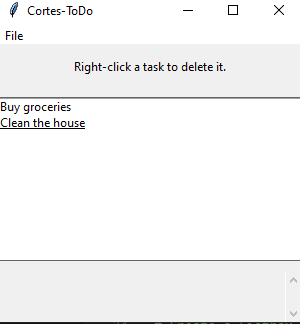 Cortes-ToDo
File
Right-click a task to delete it.
Buy groceries
Clean the house